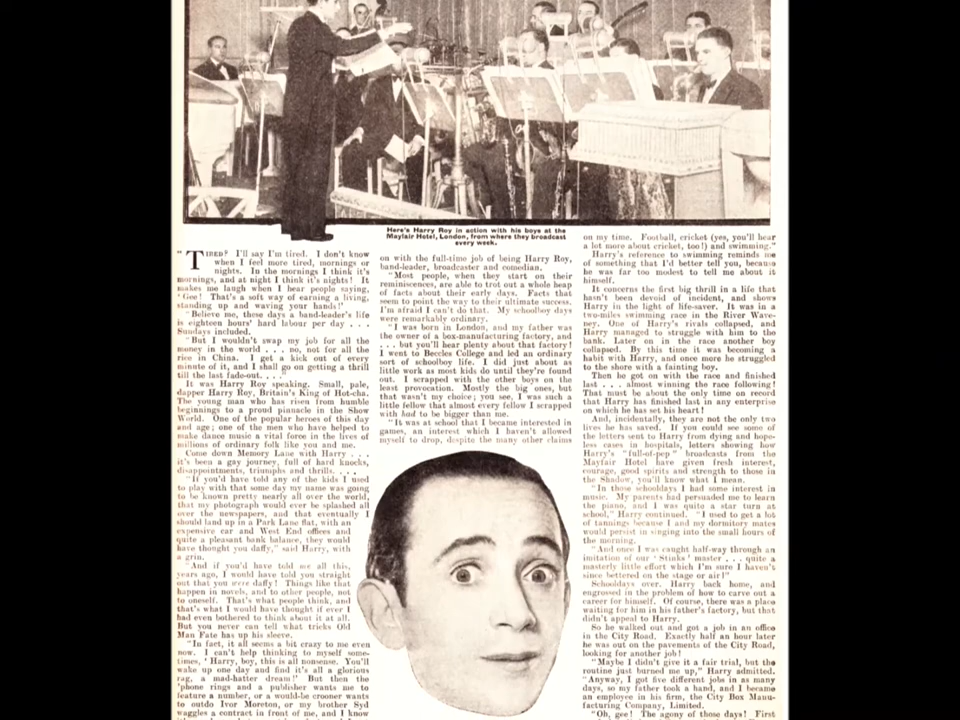 Here's Harry Roy in action with his boys at the
Mayfair Hotel, London, from where they broadcast
every week.
"TIRED? I'll say I'm tired. I don't know
when I feel more tired, mornings or
nights. In the mornings I think it's
mornings, and at night I think it's nights! It
makes me laugh when I hear people saying,
'Gee! That's a soft way of earning a living,
standing up and waving your hands!'
"Believe me, these days a band-leader's life
is eighteen hours' hard labour per day . . .
Sundays included.
"But I wouldn't swap my job for all the
money in the world . . . no, not for all the
rice in China. I get a kick out of every
minute of it, and I shall go on getting a thrill
till the last fade-out. . . ."
It was Harry Roy speaking. Small, pale,
dapper Harry Roy, Britain's King of Hot-cha.
The young man who has risen from humble
beginnings to a proud pinnacle in the Show
World. One of the popular heroes of this day
and age; one of the men who have helped to
make dance music a vital force in the lives of
millions of ordinary folk like you and me.
Come down Memory Lane with Harry . . .
it's been a gay journey, full of hard knocks,
disappointments, triumphs and thrills. . . .
"If you'd have told any of the kids I used
to play with that some day my name was going
to be known pretty nearly all over the world,
that my photograph would ever be splashed all
over the newspapers, and that eventually I
should land up in a Park Lane flat, with an
expensive car and West End offices and
quite a pleasant bank balance, they would
have thought you daffy," said Harry, with
a grin.
"And if you'd have told me all this,
years ago, I would have told you straight
out that you were daffy! Things like that
happen in novels, and to other people, not
to oneself. That's what people think, and
that's what I would have thought if ever I
had even bothered to think about it at all.
But you never can tell what tricks Old
Man Fate has up his sleeve.
"In fact, it all seems a bit crazy to me even
now. I can't help thinking to myself some-
times, 'Harry, boy, this is all nonsense. You'll
wake up one day and find it's all a glorious
rag, a mad-hatter dream!' But then the
'phone rings and a publisher wants me to
feature a number, or a would-be crooner wants
to outdo Ivor Moreton, or my brother Syd
waggles a contract in front of me, and I know
on with the full-time job of being Harry Roy,
band-leader, broadcaster and comedian.
"Most people, when they start on their
reminiscences, are able to trot out a whole heap
of facts about their early days. Facts that
seem to point the way to their ultimate success.
I'm afraid I can't do that. My schoolboy days
were remarkably ordinary.
"I was born in London, and my father was
the owner of a box-manufacturing factory, and
. . . but you'll hear plenty about that factory!
I went to Beccles College and led an ordinary
sort of schoolboy life. I did just about as
little work as most kids do until they're found
out. I scrapped with the other boys on the
least provocation. Mostly the big ones, but
that wasn't my choice; you see, I was such a
little fellow that almost every fellow I scrapped
with had to be bigger than me.
"It was at school that I became interested in
games, an interest which I haven't allowed
myself to drop, despite the many other claims
on my time. Football, cricket (yes, you'll hear
a lot more about cricket, too!) and swimming."
Harry's reference to swimming reminds me
of something that I'd better tell you, because
he was far too modest to tell me about it
himself.
It concerns the first big thrill in a life that
hasn't been devoid of incident, and shows
Harry in the light of life-saver. It was in a
two-miles swimming race in the River Wave-
ney. One of Harry's rivals collapsed, and
Harry managed to struggle with him to the
bank. Later on in the race another boy
collapsed. By this time it was becoming a
habit with Harry, and once more he struggled
to the shore with a fainting boy.
Then he got on with the race and finished
last . . . almost winning the race following!
That must be about the only time on record
that Harry has finished last in any enterprise
on which he has set his heart!
And, incidentally, they are not the only two
lives he has saved. If you could see some of
the letters sent to Harry from dying and hope-
less cases in hospitals, letters showing how
Harry's "full-of-pep" broadcasts from the
Mayfair Hotel have given fresh interest,
courage, good spirits and strength to those in
the Shadow, you'll know what I mean.
"In those schooldays I had some interest in
music. My parents had persuaded me to learn
the piano, and I was quite a star turn at
school," Harry continued. "I used to get a lot
of tannings because I and my dormitory mates
would persist in singing into the small hours of
the morning.
"And once I was caught half-way through an
imitation of our 'Stinks' master . . . quite a
masterly little effort which I'm sure I haven't
since bettered on the stage or air!"
Schooldays over. Harry back home, and
engrossed in the problem of how to carve out a
career for himself. Of course, there was a place
waiting for him in his father's factory, but that
didn't appeal to Harry.
So he walked out and got a job in an office
in the City Road. Exactly half an hour later
he was out on the pavements of the City Road,
looking for another job!
"Maybe I didn't give it a fair trial, but the
routine just burned me up," Harry admitted.
"Anyway, I got five different jobs in as many
days, so my father took a hand, and I became
an employee in his firm, the City Box Manu-
facturing Company, Limited.
"Oh, gee! The agony of those days! First